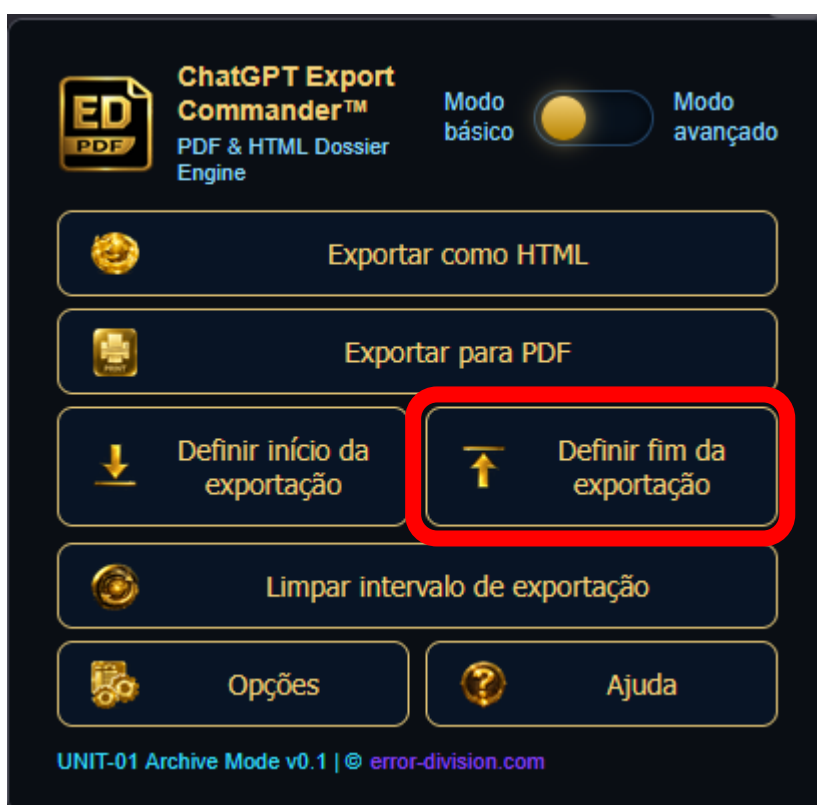 ChatGPT Export
Commander™
PDF & HTML Dossier
Engine
ED
PDF
Modo
básico
Modo
avançado
Exportar como HTML
PRINT
Exportar para PDF
Definir início da
exportação
Definir fim da
exportação
Limpar intervalo de exportação
Opções
Ajuda
UNIT-01 Archive Mode v0.1 | © error-division.com